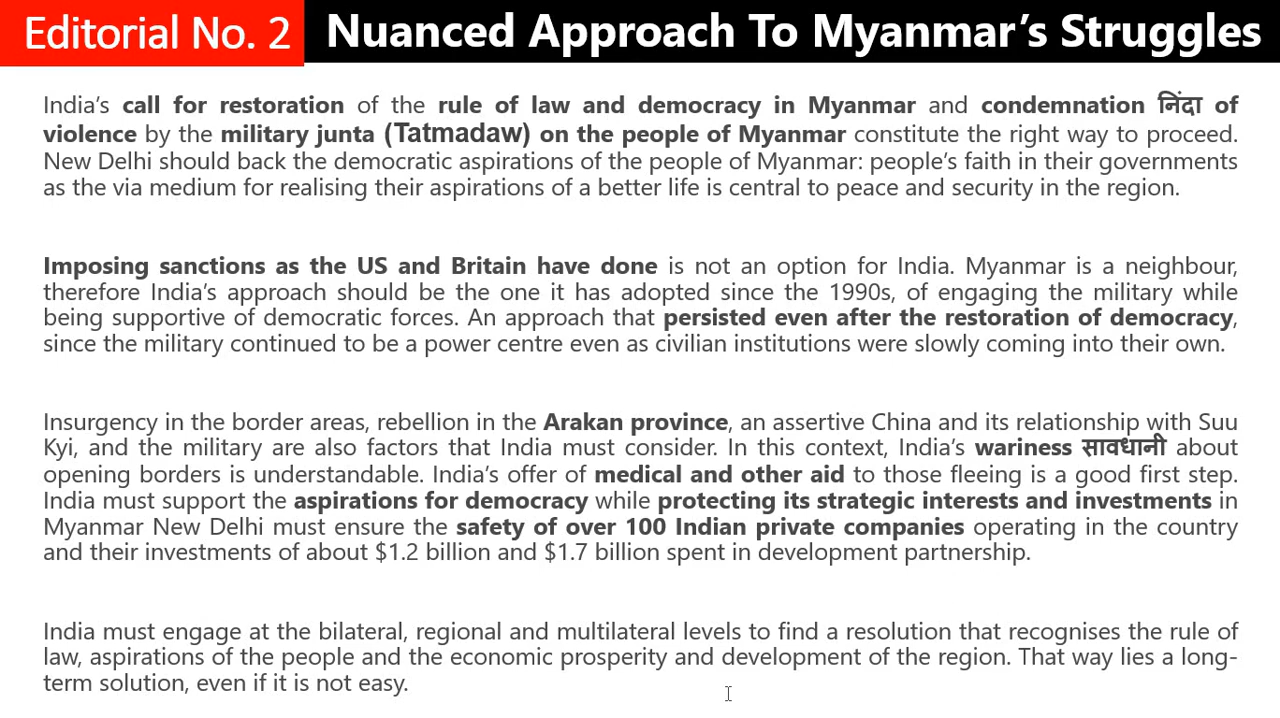 Editorial No. 2
Nuanced Approach To Myanmar's Struggles
India's call for restoration of the rule of law and democracy in Myanmar and condemnation निंदा of
violence by the military junta (Tatmadaw) on the people of Myanmar constitute the right way to proceed.
New Delhi should back the democratic aspirations of the people of Myanmar: people's faith in their governments
as the via medium for realising their aspirations of a better life is central to peace and security in the region.
Imposing sanctions as the US and Britain have done is not an option for India. Myanmar is a neighbour,
therefore India's approach should be the one it has adopted since the 1990s, of engaging the military while
being supportive of democratic forces. An approach that persisted even after the restoration of democracy,
since the military continued to be a power centre even as civilian institutions were slowly coming into their own.
Insurgency in the border areas, rebellion in the Arakan province, an assertive China and its relationship with Suu
Kyi, and the military are also factors that India must consider. In this context, India's wariness सावधानी about
opening borders is understandable. India's offer of medical and other aid to those fleeing is a good first step.
India must support the aspirations for democracy while protecting its strategic interests and investments in
Myanmar New Delhi must ensure the safety of over 100 Indian private companies operating in the country
and their investments of about $1.2 billion and $1.7 billion spent in development partnership.
India must engage at the bilateral, regional and multilateral levels to find a resolution that recognises the rule of
law, aspirations of the people and the economic prosperity and development of the region. That way lies a long-
term solution, even if it is not easy.